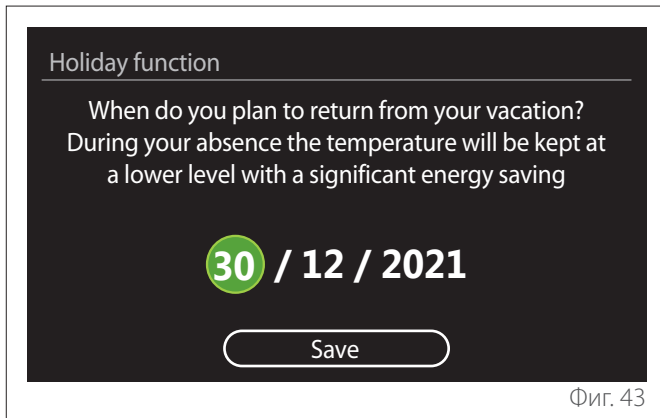 Holiday function
When do you plan to return from your vacation?
During your absence the temperature will be kept at
a lower level with a significant energy saving
30 / 12 / 2021
Save
Фиг. 43